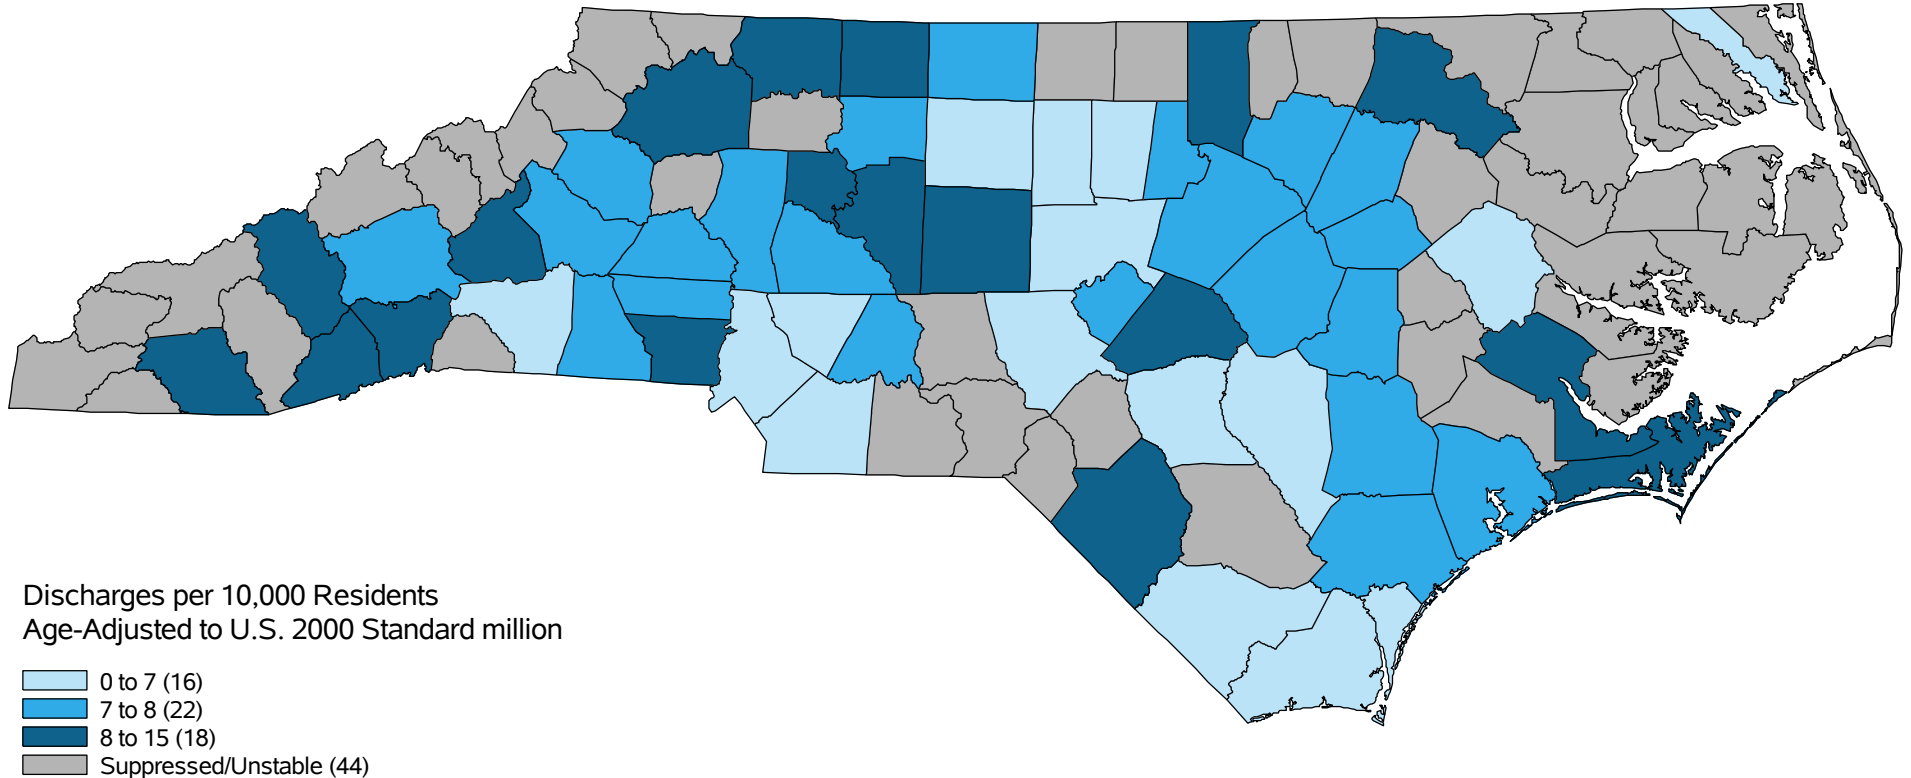 Discharges per 10,000 Residents
Age-Adjusted to U.S. 2000 Standard million
0 to 7 (16)
7 to 8 (22)
8 to 15 (18)
Suppressed/Unstable (44)